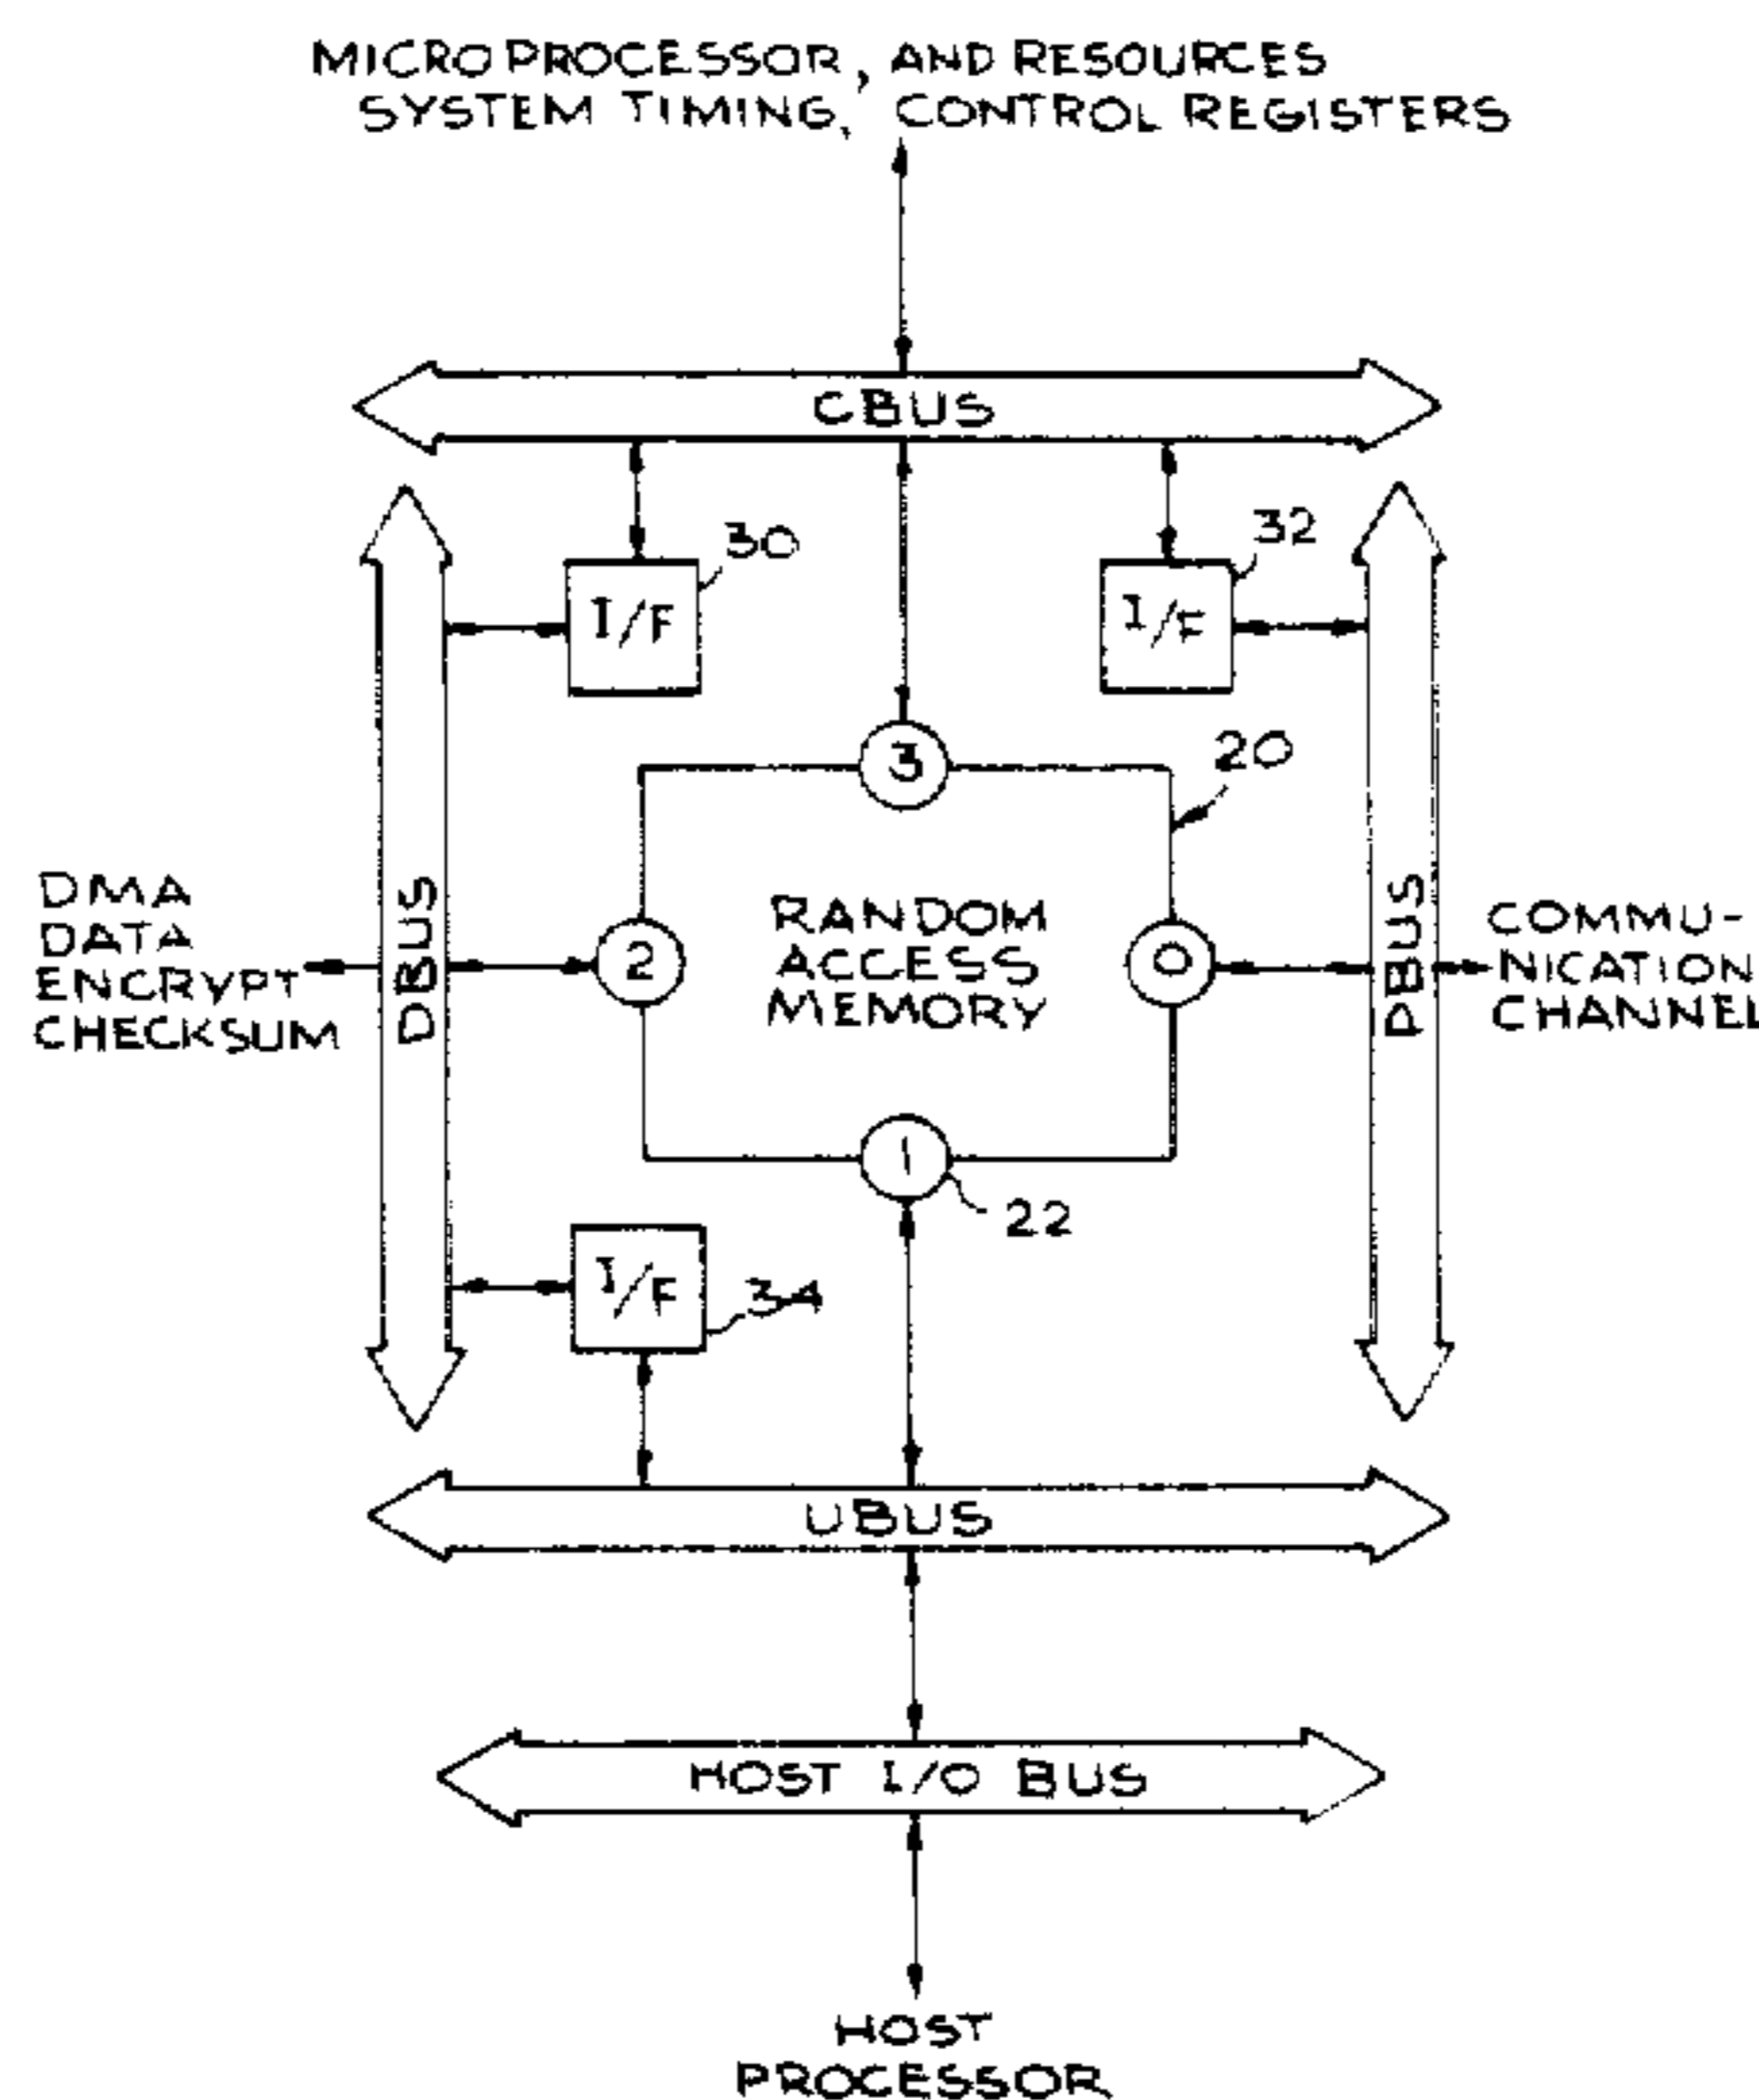 MICROPROCESSOR, AND RESOURCES
SYSTEM TIMING, CONTROL REGISTERS
CBUS
30
32
I/F
I/F
3
20
DMA
DATA
ENCRYPT
CHECKSUM
DBUS
2
RANDOM
ACCESS
MEMORY
0
PBUS
COMMU-
NICATION
CHANNEL
1
22
I/F
34
UBUS
HOST I/O BUS
HOST
PROCESSOR